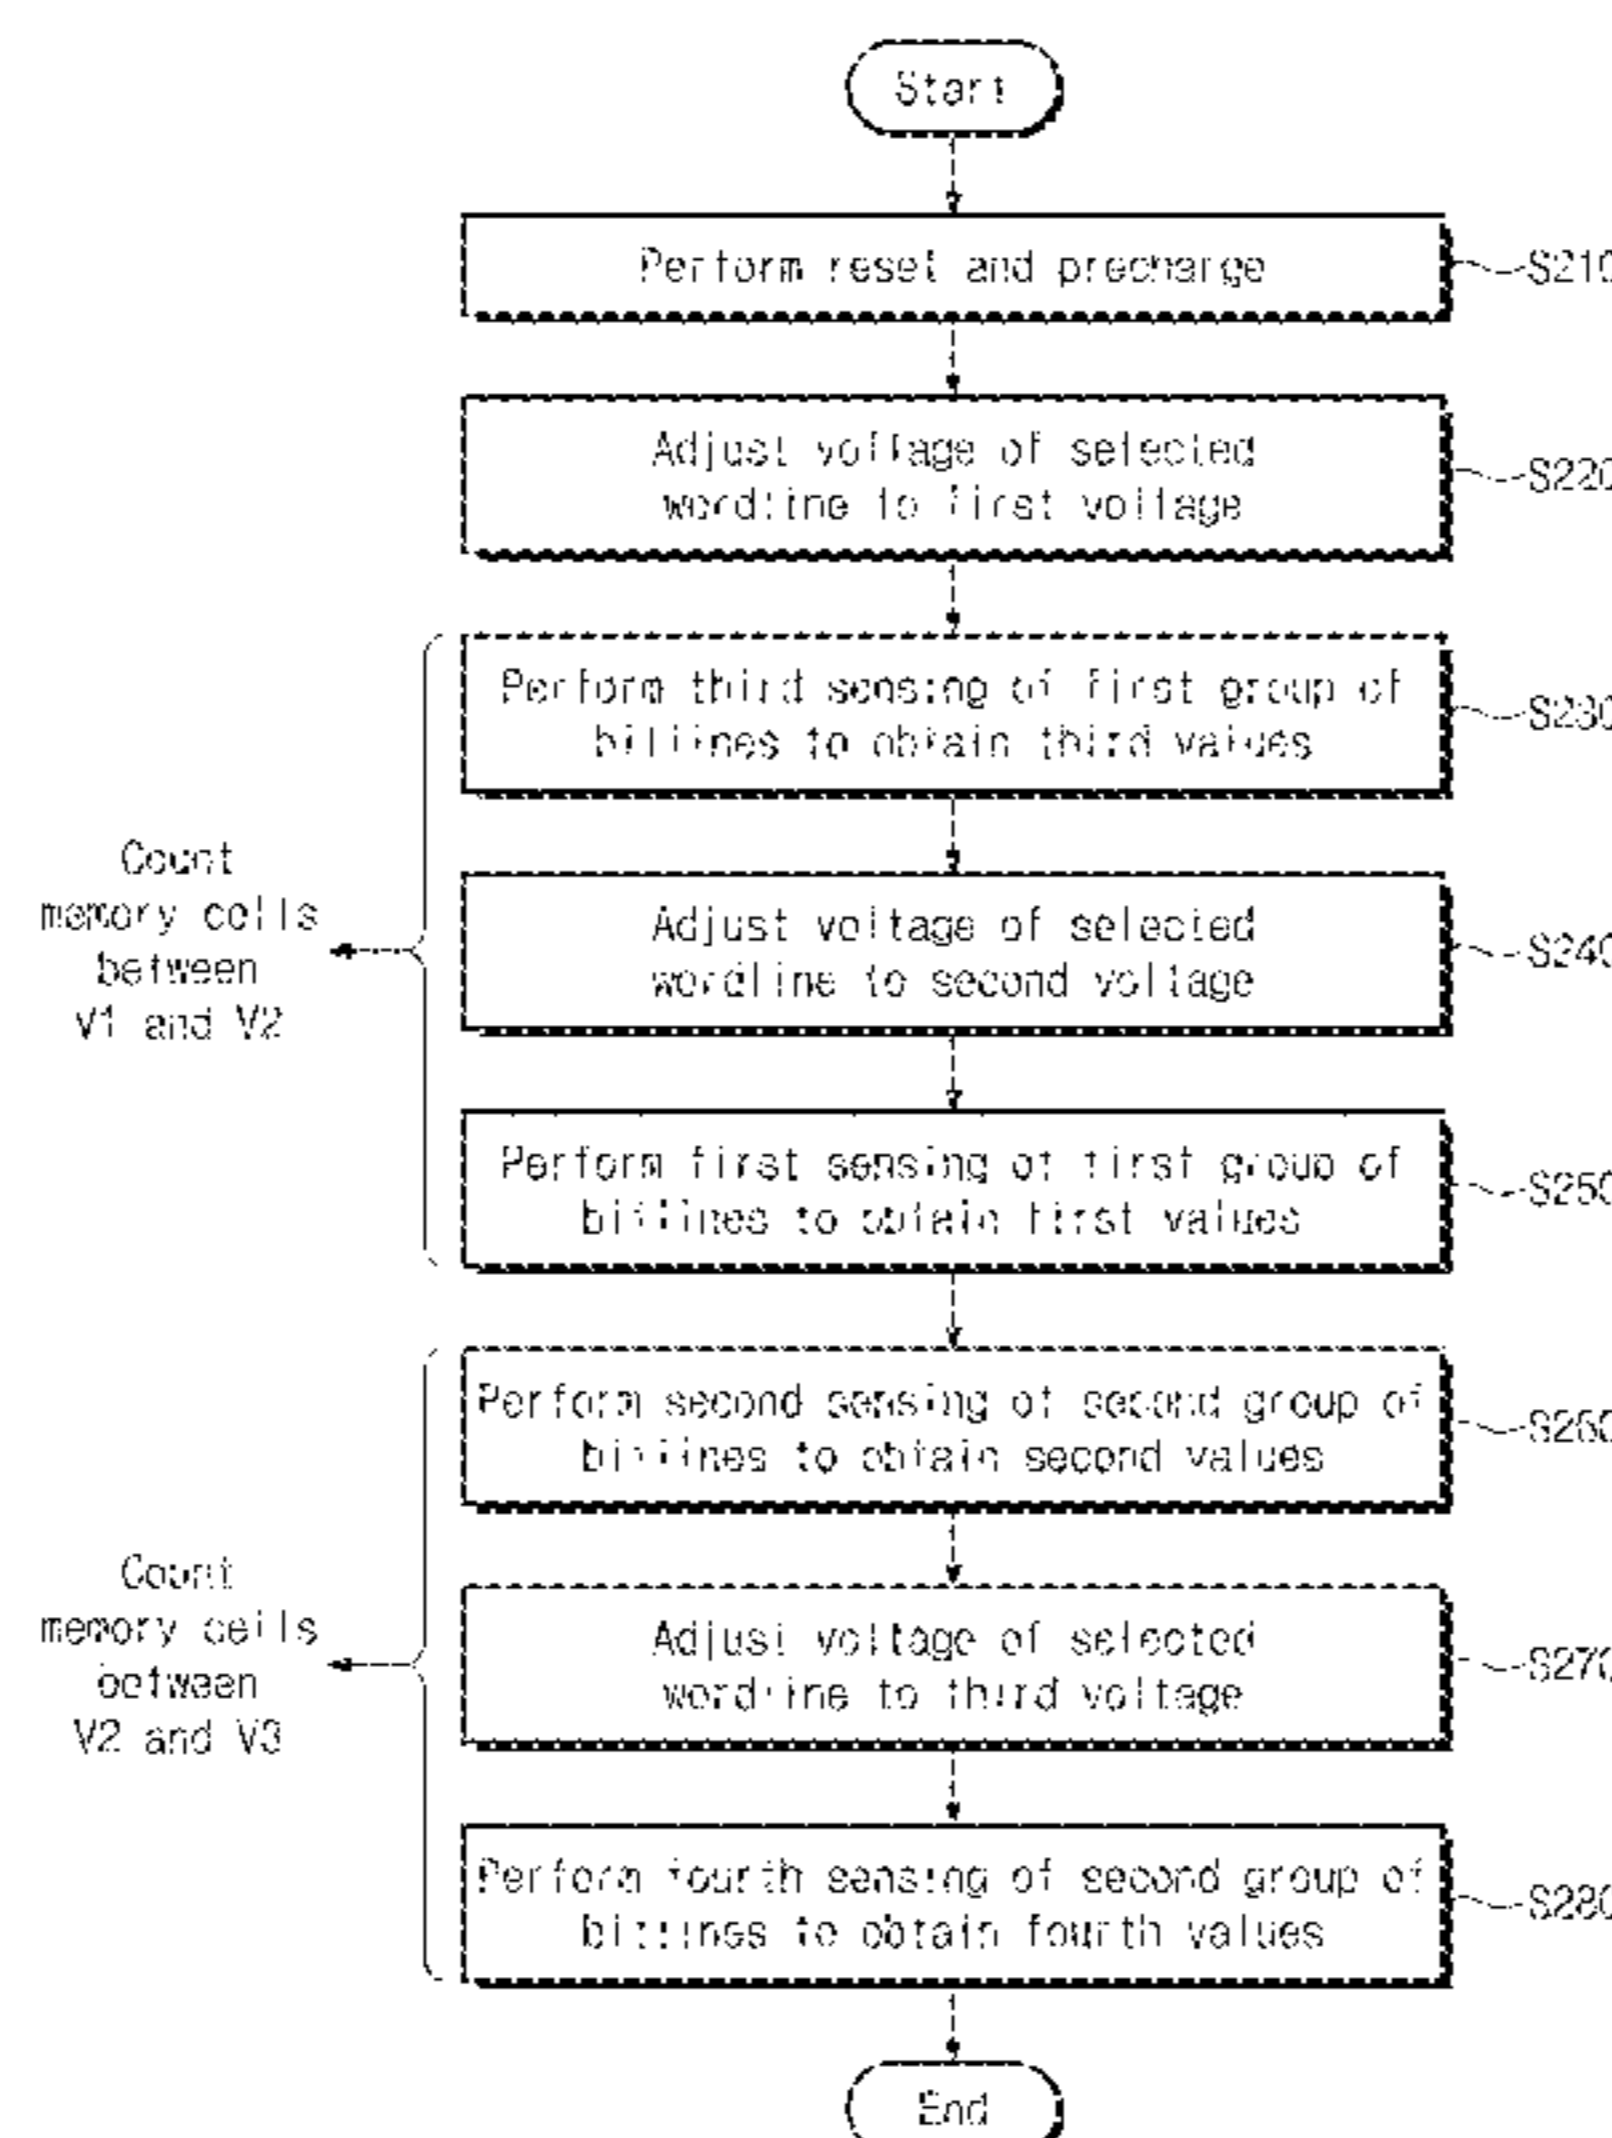 Start
Perform reset and precharge
S210
Adjust voltage of selected
wordline to first voltage
S220
Perform third sensing of first group of
bitlines to obtain third values
S230
Adjust voltage of selected
wordline to second voltage
S240
Perform first sensing of first group of
bitlines to obtain first values
S250
Count
memory cells
between
V1 and V2
Perform second sensing of second group of
bitlines to obtain second values
S260
Adjust voltage of selected
wordline to third voltage
S270
Perform fourth sensing of second group of
bitlines to obtain fourth values
S280
Count
memory cells
between
V2 and V3
End